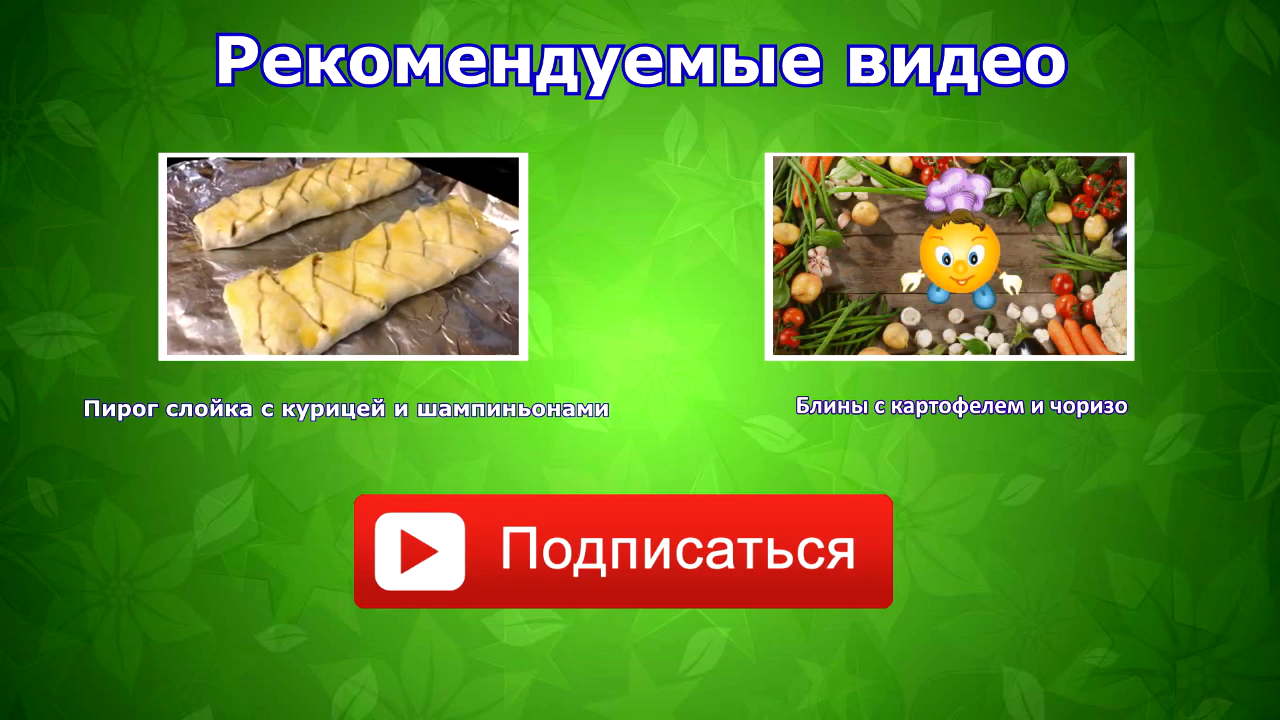 Рекомендуемые видео
Пирог слойка с курицей и шампиньонами
Блины с картофелем и чоризо
Подписаться